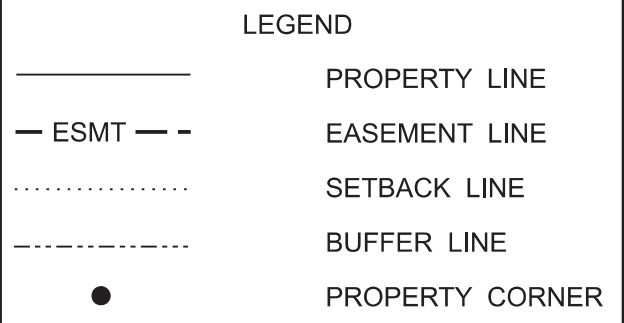 LEGEND
PROPERTY LINE
ESMT EASEMENT LINE
SETBACK LINE
BUFFER LINE
PROPERTY CORNER